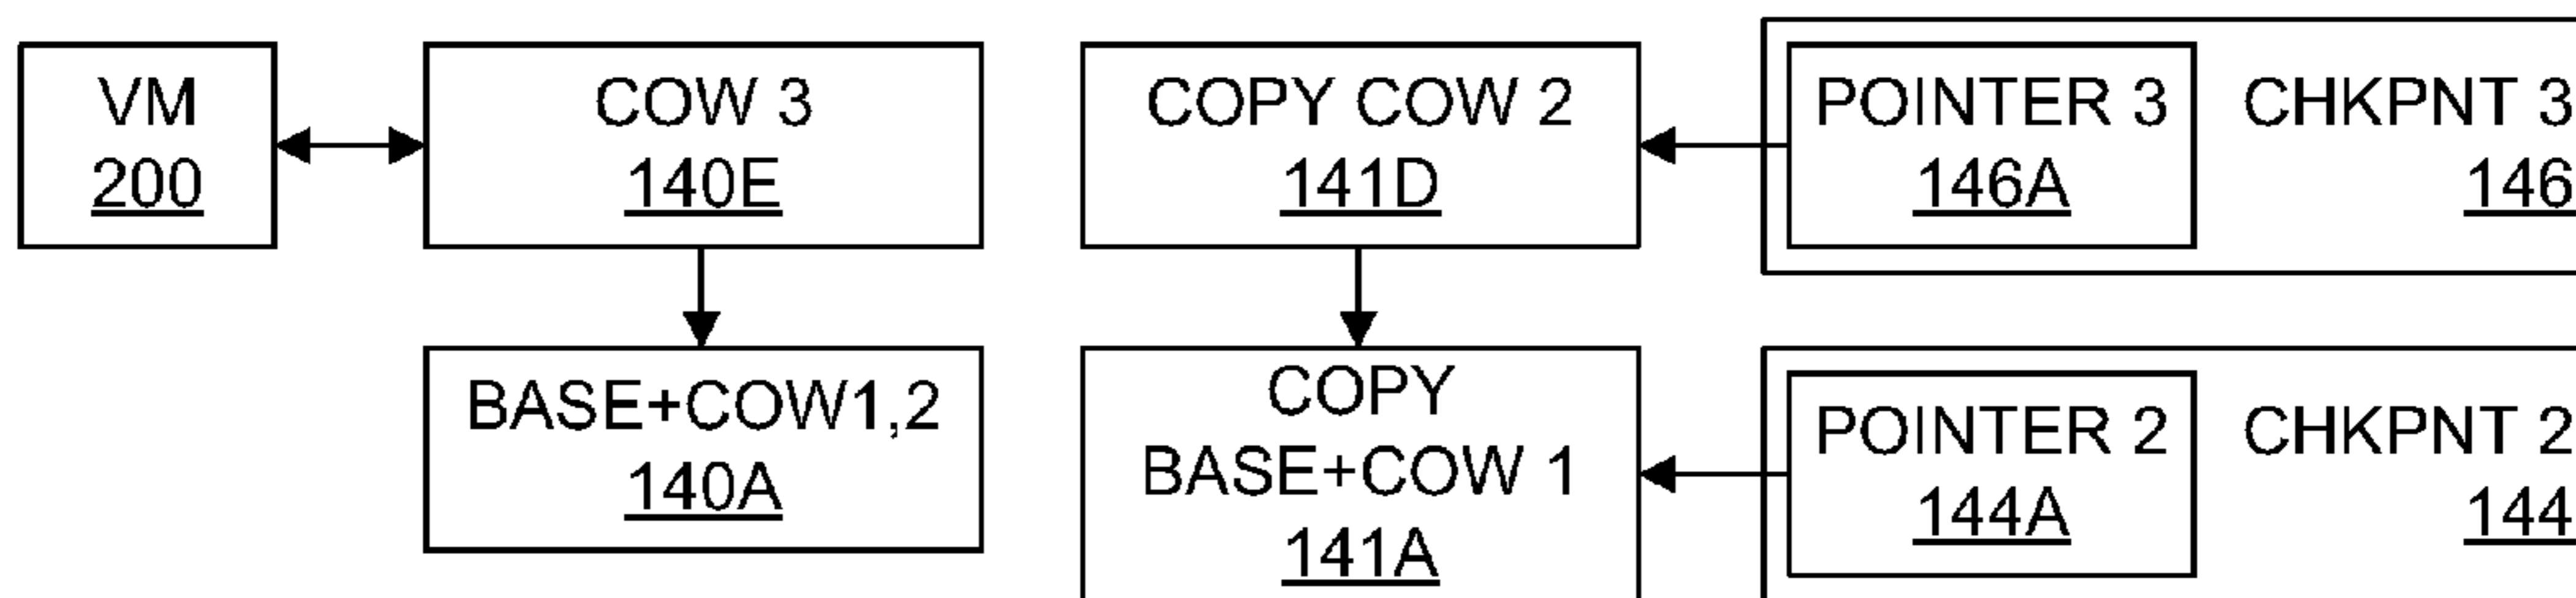 VM
200
COW 3
140E
COPY COW 2
141D
POINTER 3
146A
CHKPNT 3
146
BASE+COW1,2
140A
COPY
BASE+COW 1
141A
POINTER 2
144A
CHKPNT 2
144